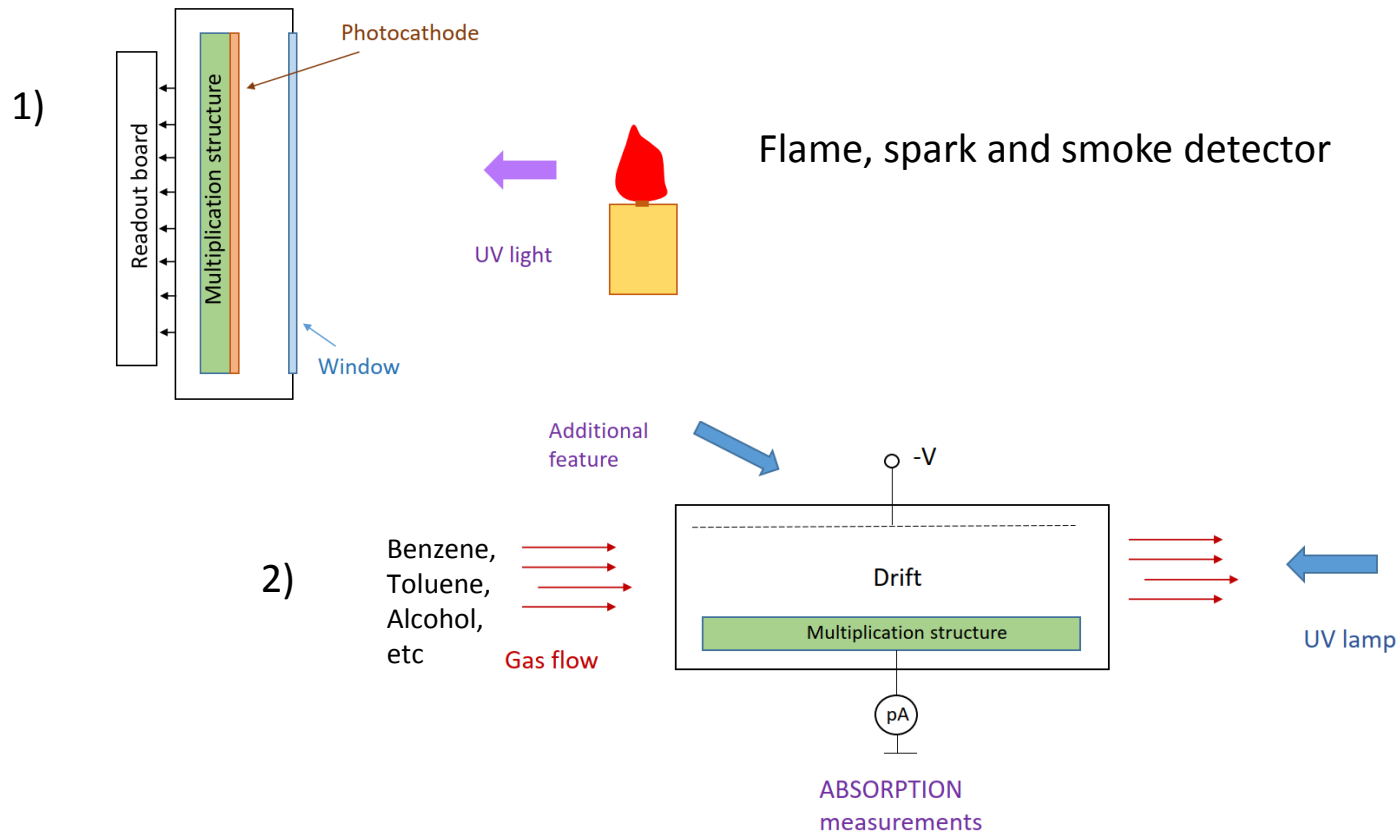 1)
Photocathode
Readout board
Multiplication structure
UV light
Window
Flame, spark and smoke detector
Additional
feature
-V
2)
Benzene,
Toluene,
Alcohol,
etc
Gas flow
Drift
Multiplication structure
UV lamp
pA
ABSORPTION
measurements